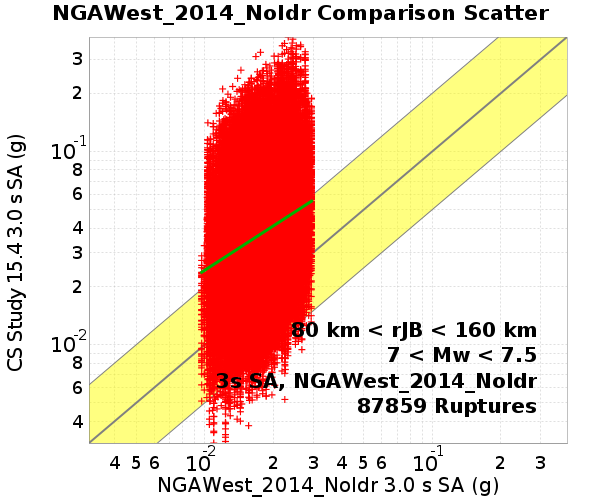 NGAWest_2014_NoIdr Comparison Scatter
CS Study 15.4 3.0 s SA (g)
3
2
10-1
8
6
4
3
2
10-2
8
6
4
80 km < rJB < 160 km
7 < Mw < 7.5
3s SA, NGAWest_2014_NoIdr
87859 Ruptures
4 5 6 10-2 2 3 4 5 6 8 10-1 2 3
NGAWest_2014_NoIdr 3.0 s SA (g)